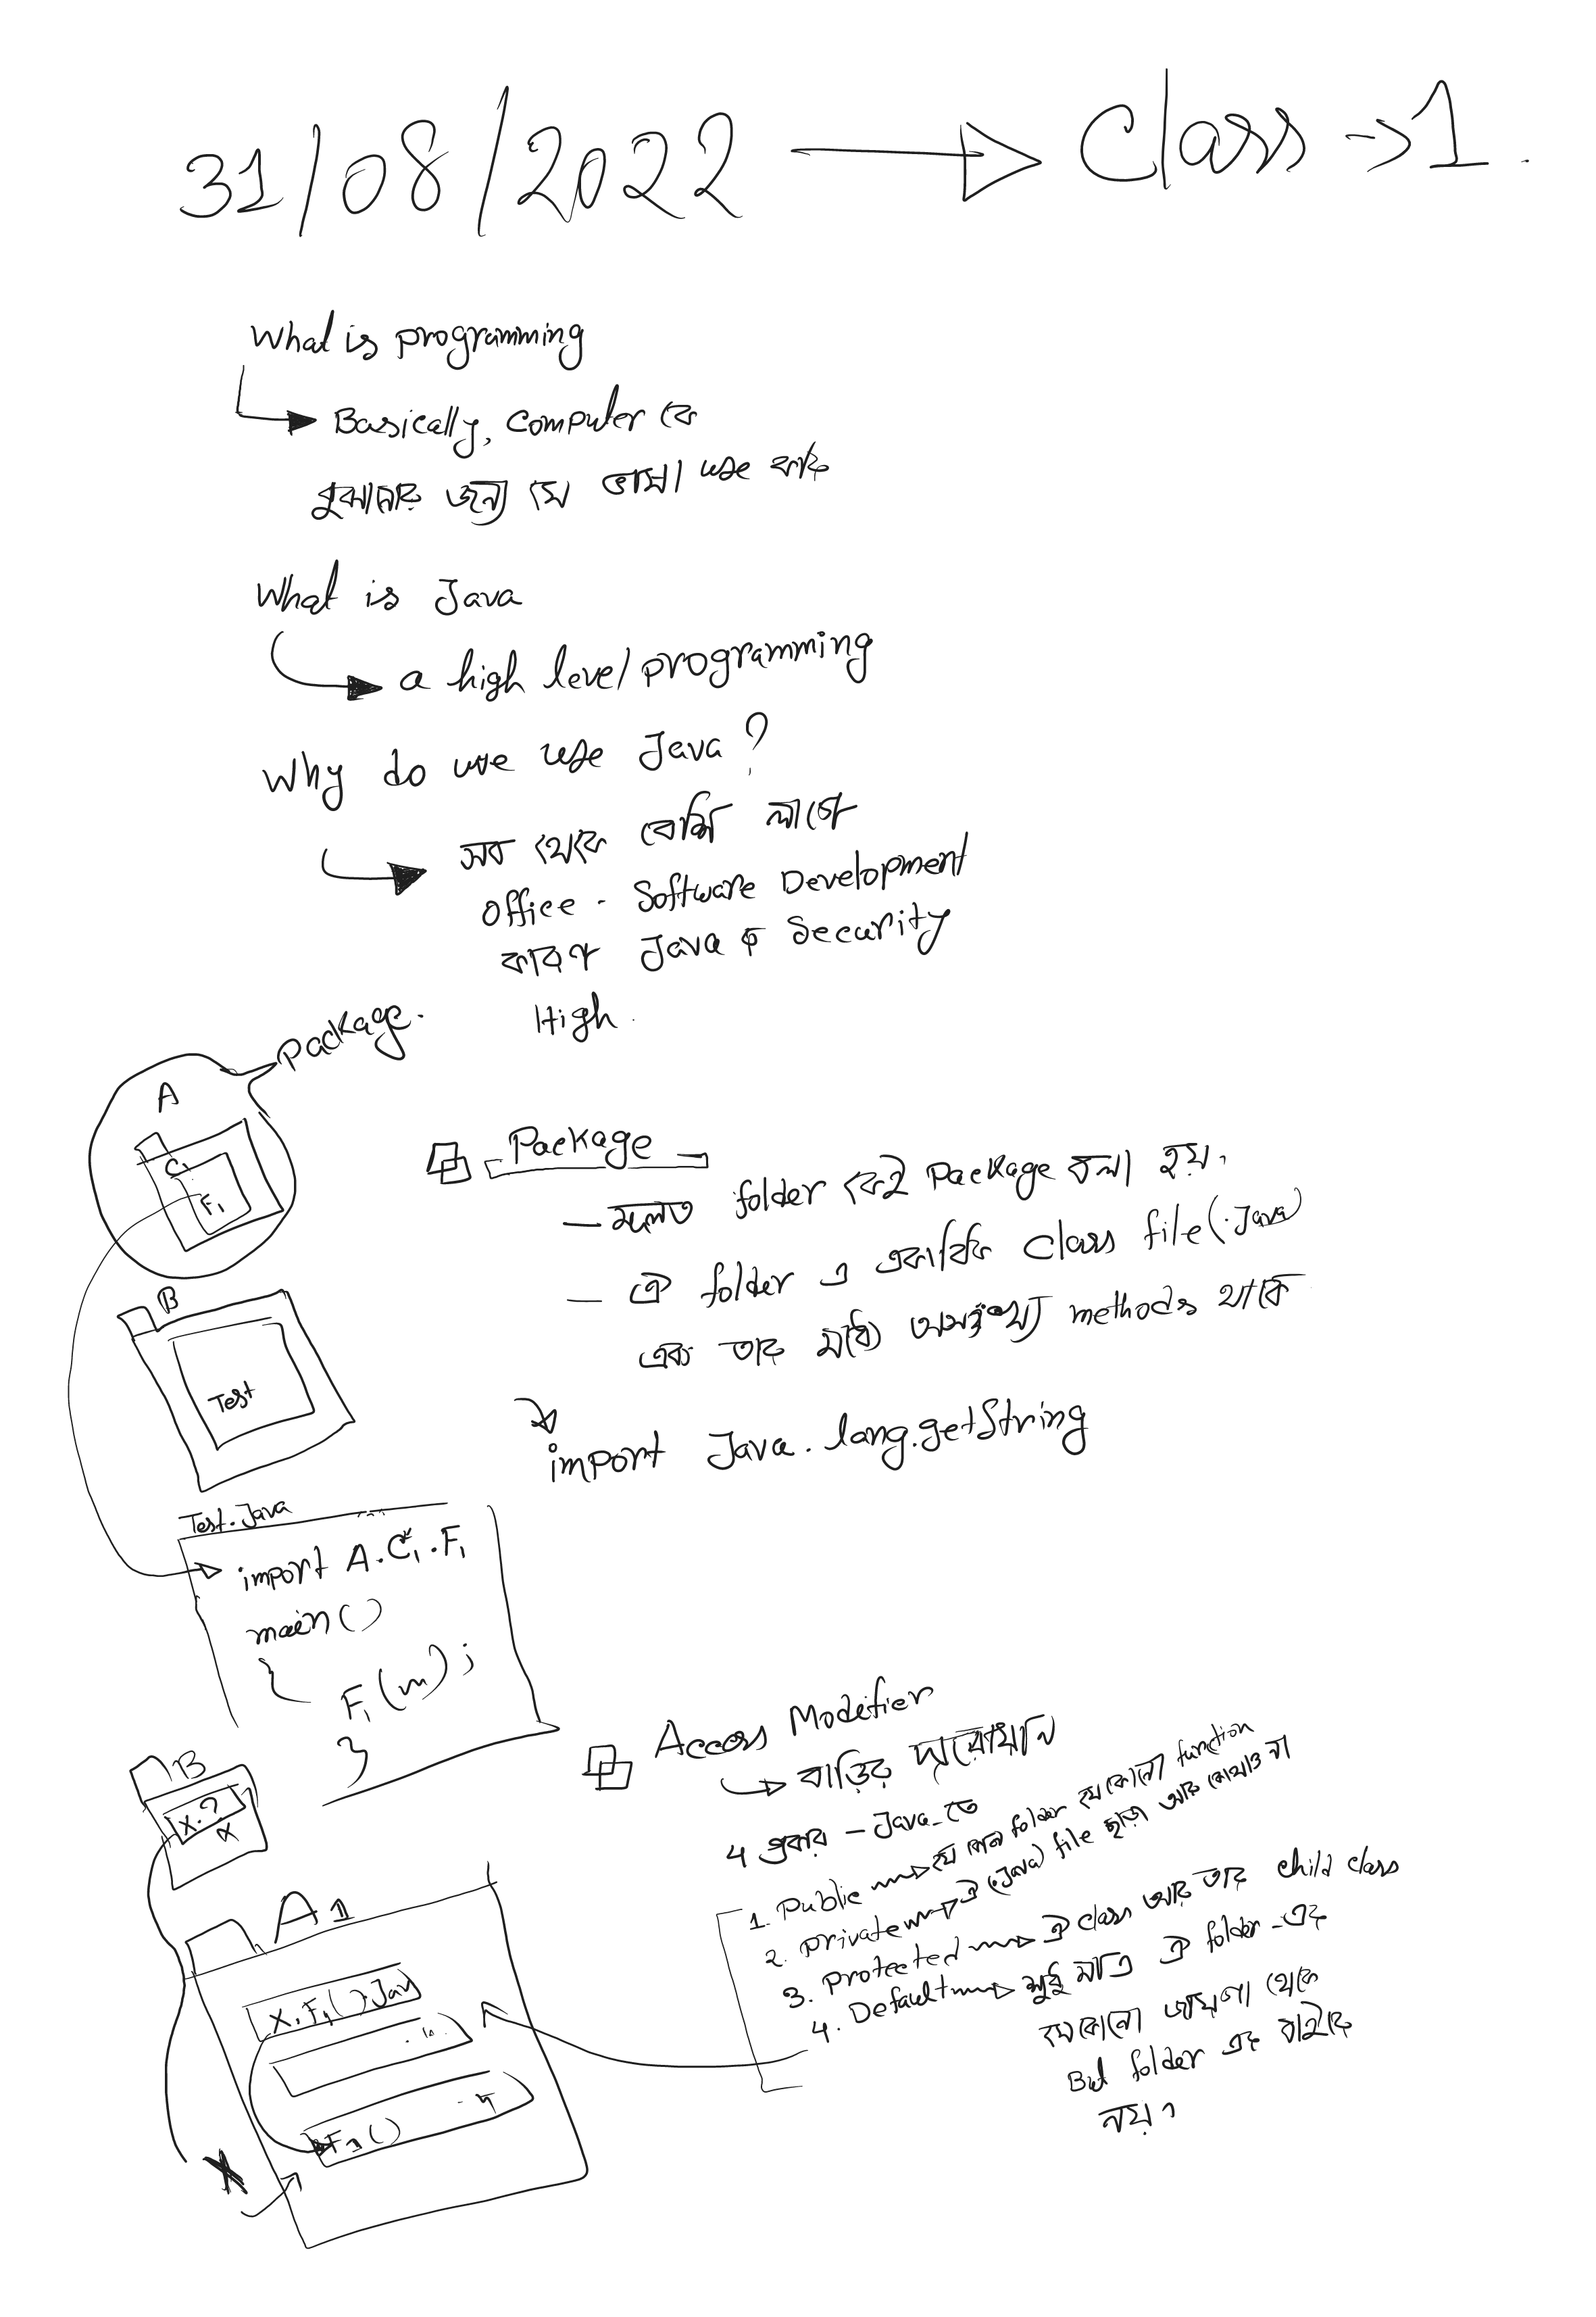 31/08/2022 → Class → 1.
What is programming
Basically, Computer কে
বুঝানোর জন্য যে ভাষা use করি
What is Java
a high level programming
Why do we use Java?
সব থেকে বেশি লাগে
Office - Software Development
কারণ Java র Security
High.
Package.
A
C1
F1
Package
- মূলত folder কেই Package বলা হয়।
- ঐ folder এ একাধিক Class file (.Java)
এবং তার মধ্যে অসংখ্য methods থাকে
import Java.lang.getString
B
Test
Test.Java
import A.C1.F1
main()
{
F1(m);
}
Access Modifier
বাড়ির দারোয়ান
4 প্রকার - Java তে
1. Public → যে কোন folder যেকোনো function
2. private → ঐ (.Java) file ছাড়া আর কোথাও না
3. Protected → ঐ class আর তার child class
4. Default → শুধু মাত্র ঐ folder-এর
যেকোনো জায়গা থেকে
But folder এর বাইরে
নয়।
B
X.?
A1
X.F1().Jav
F1()
X